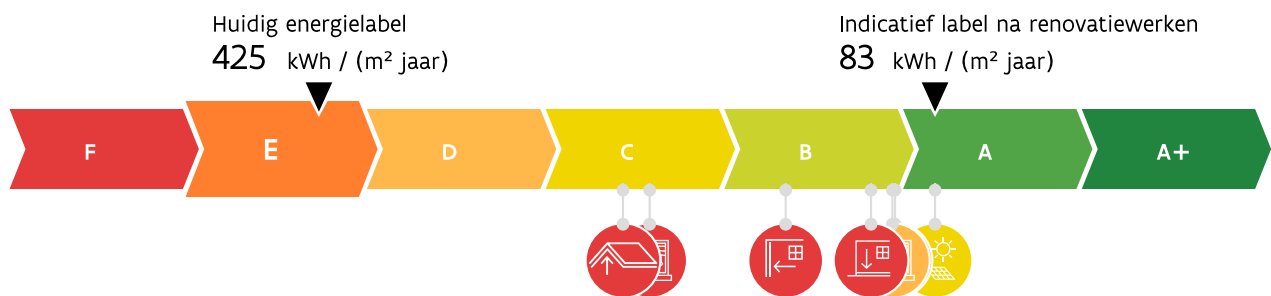 Huidig energielabel
425 kWh / (m² jaar)
Indicatief label na renovatiewerken
83 kWh / (m² jaar)
F E D C B A A+